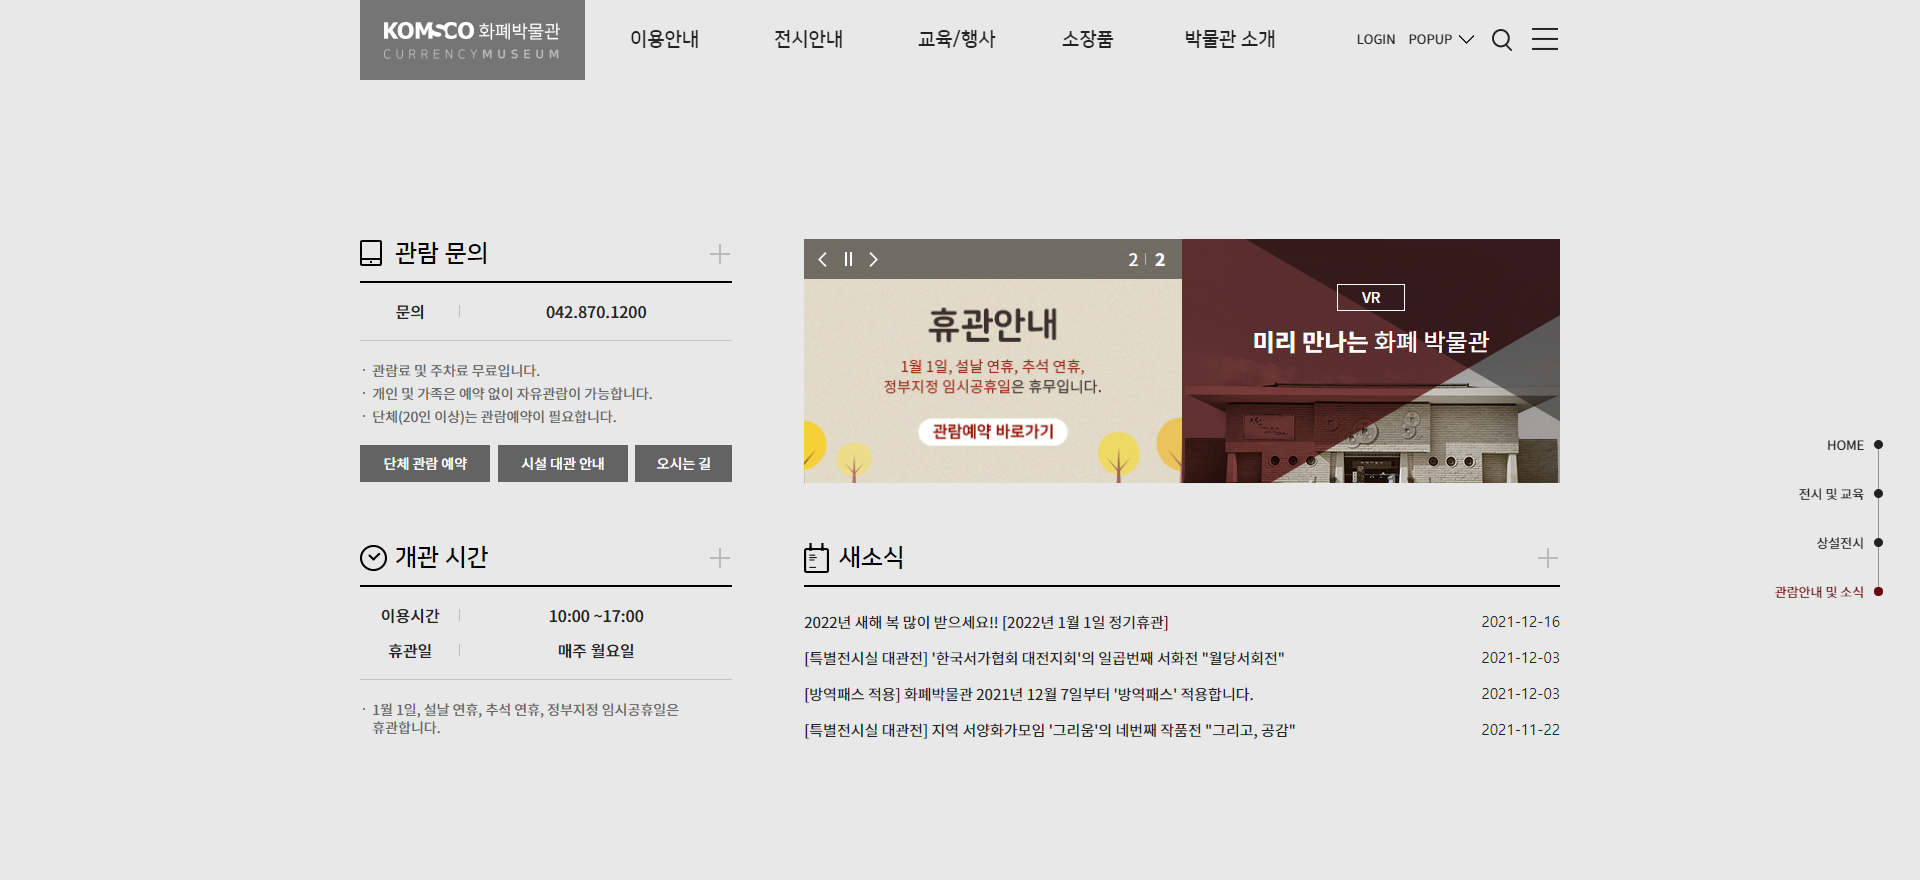 KOMSCO 화폐박물관
CURRENCY MUSEUM
이용안내
전시안내
교육/행사
소장품
박물관 소개
LOGIN
POPUP
관람 문의
문의
042.870.1200
· 관람료 및 주차료 무료입니다.
· 개인 및 가족은 예약 없이 자유관람이 가능합니다.
· 단체(20인 이상)는 관람예약이 필요합니다.
단체 관람 예약
시설 대관 안내
오시는 길
2 | 2
휴관안내
1월 1일, 설날 연휴, 추석 연휴,
정부지정 임시공휴일은 휴무입니다.
관람예약 바로가기
VR
미리 만나는 화폐 박물관
개관 시간
이용시간
10:00 ~17:00
휴관일
매주 월요일
· 1월 1일, 설날 연휴, 추석 연휴, 정부지정 임시공휴일은
휴관합니다.
새소식
2022년 새해 복 많이 받으세요!! [2022년 1월 1일 정기휴관]
2021-12-16
[특별전시실 대관전] '한국서가협회 대전지회'의 일곱번째 서화전 "월당서회전"
2021-12-03
[방역패스 적용] 화폐박물관 2021년 12월 7일부터 '방역패스' 적용합니다.
2021-12-03
[특별전시실 대관전] 지역 서양화가모임 '그리움'의 네번째 작품전 "그리고, 공감"
2021-11-22
HOME
전시 및 교육
상설전시
관람안내 및 소식